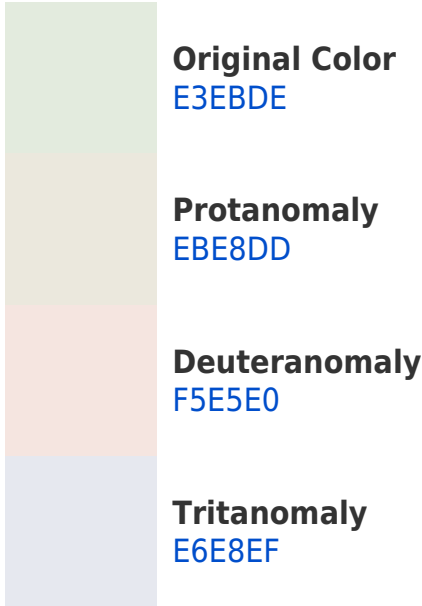 Original Color
E3EBDE
Protanomaly
EBE8DD
Deuteranomaly
F5E5E0
Tritanomaly
E6E8EF